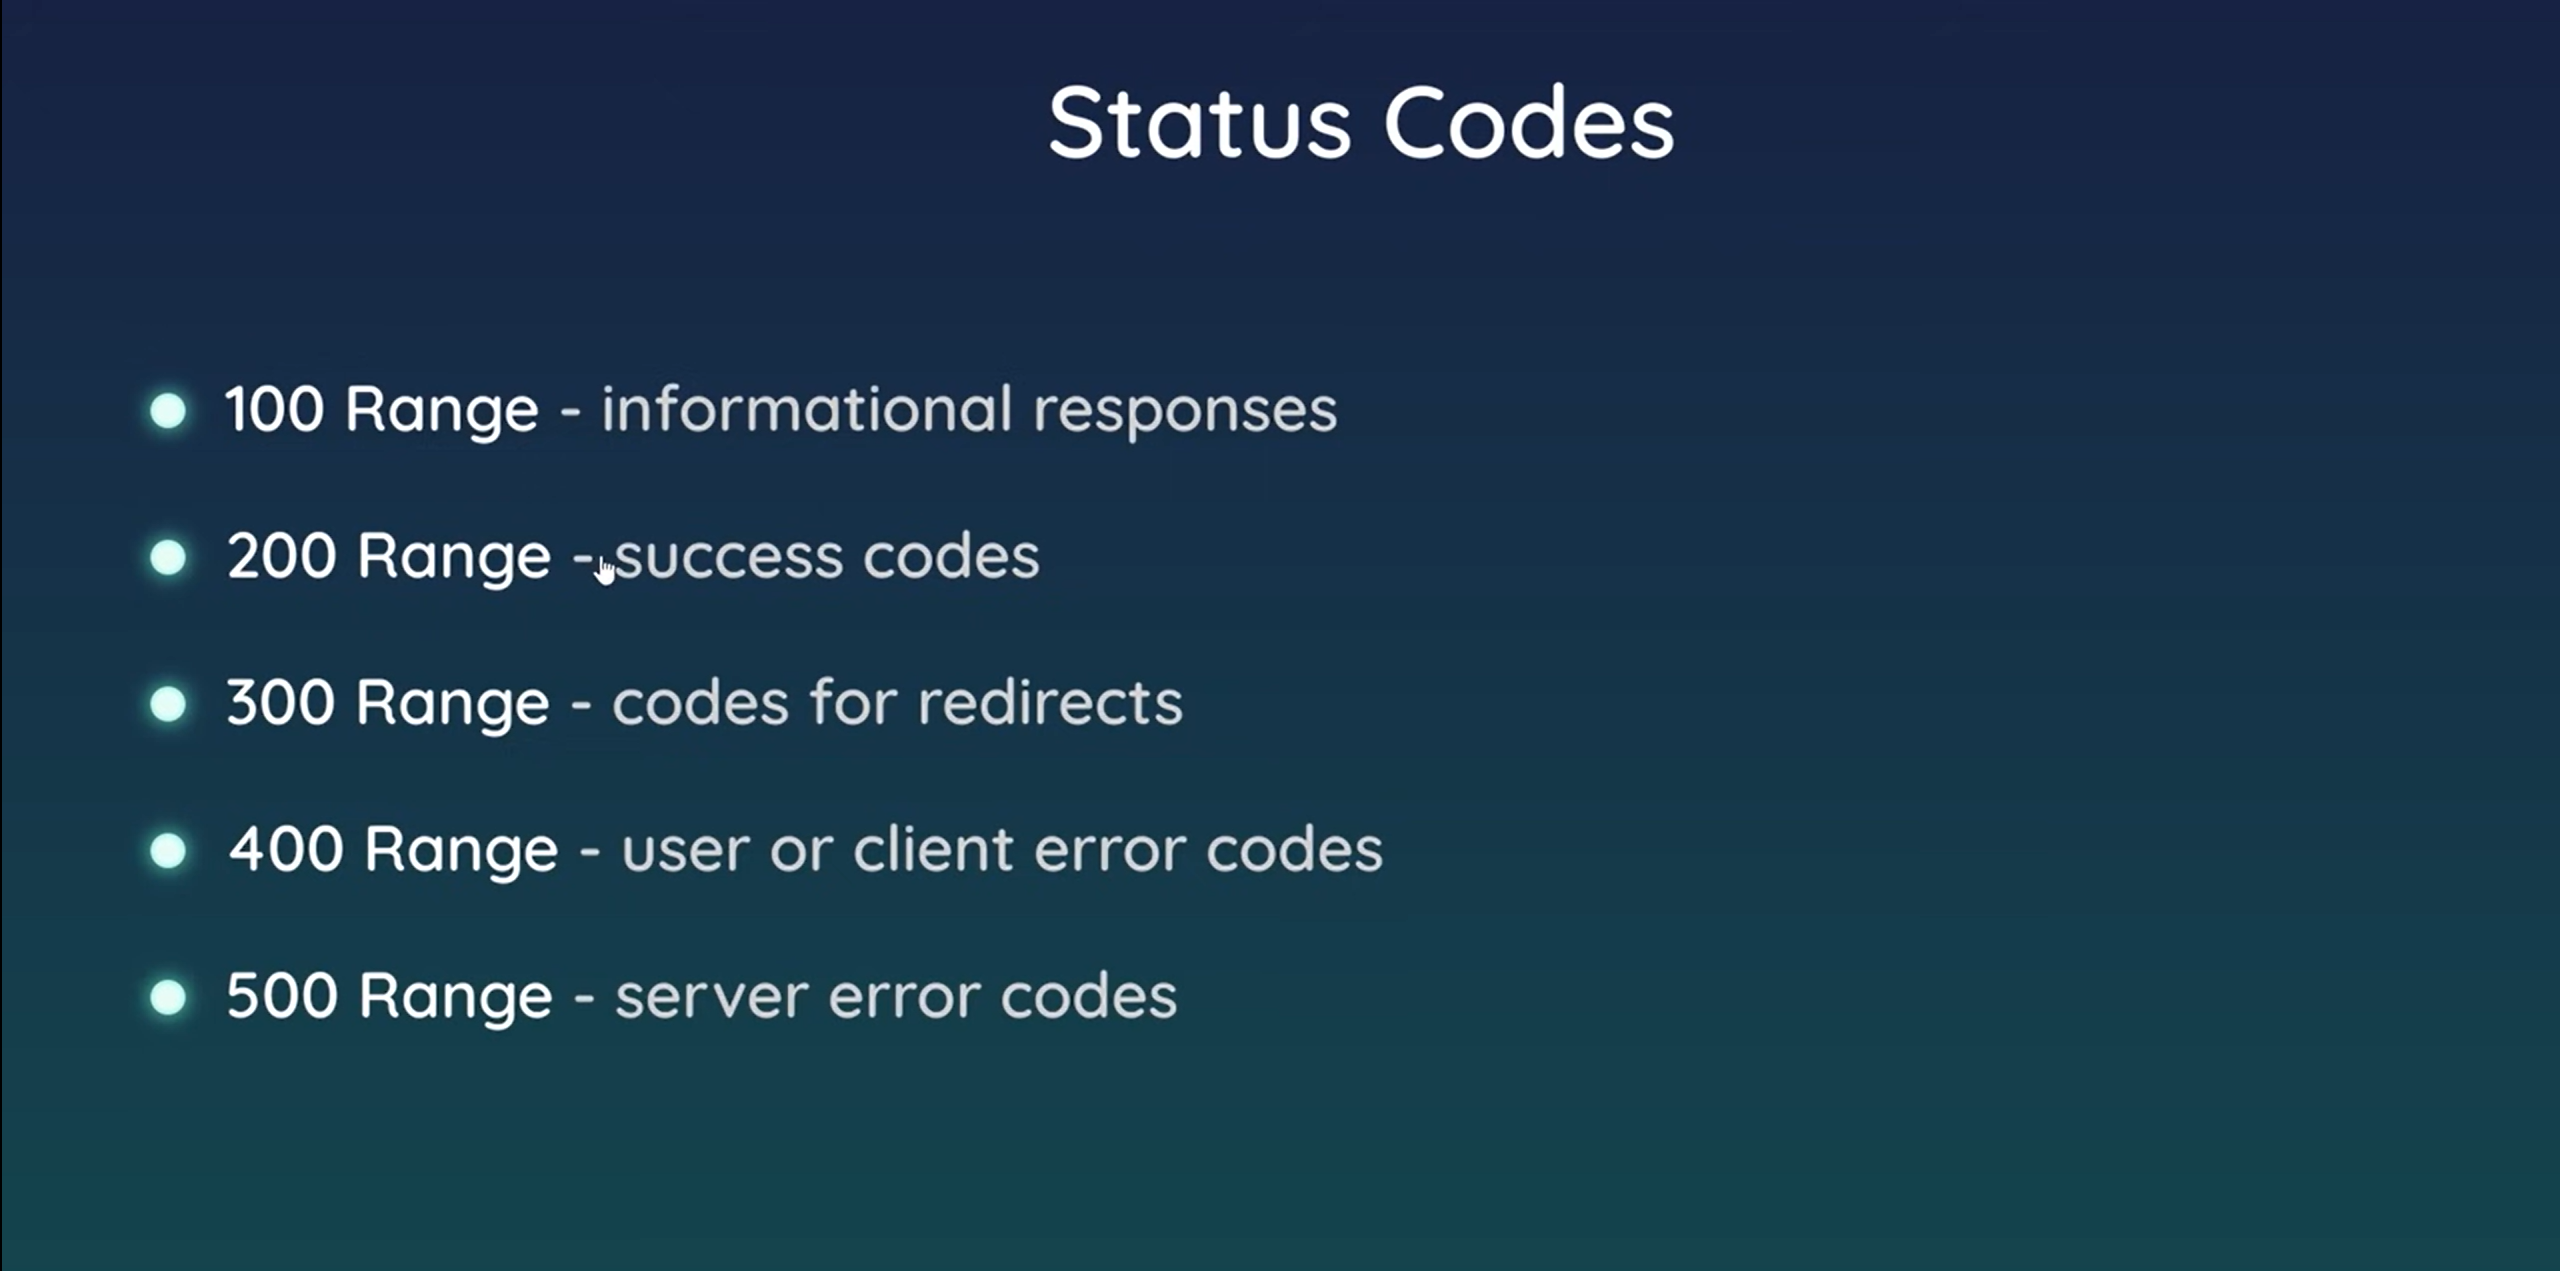 Status Codes
100 Range - informational responses
200 Range - success codes
300 Range - codes for redirects
400 Range - user or client error codes
500 Range - server error codes